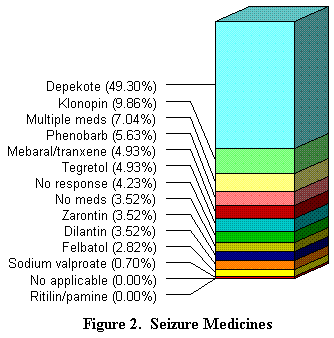 Depekote (49.30%)
Klonopin (9.86%)
Multiple meds (7.04%)
Phenobarb (5.63%)
Mebaral/tranxene (4.93%)
Tegretol (4.93%)
No response (4.23%)
No meds (3.52%)
Zarontin (3.52%)
Dilantin (3.52%)
Felbatol (2.82%)
Sodium valproate (0.70%)
No applicable (0.00%)
Ritilin/pamine (0.00%)
Figure 2. Seizure Medicines